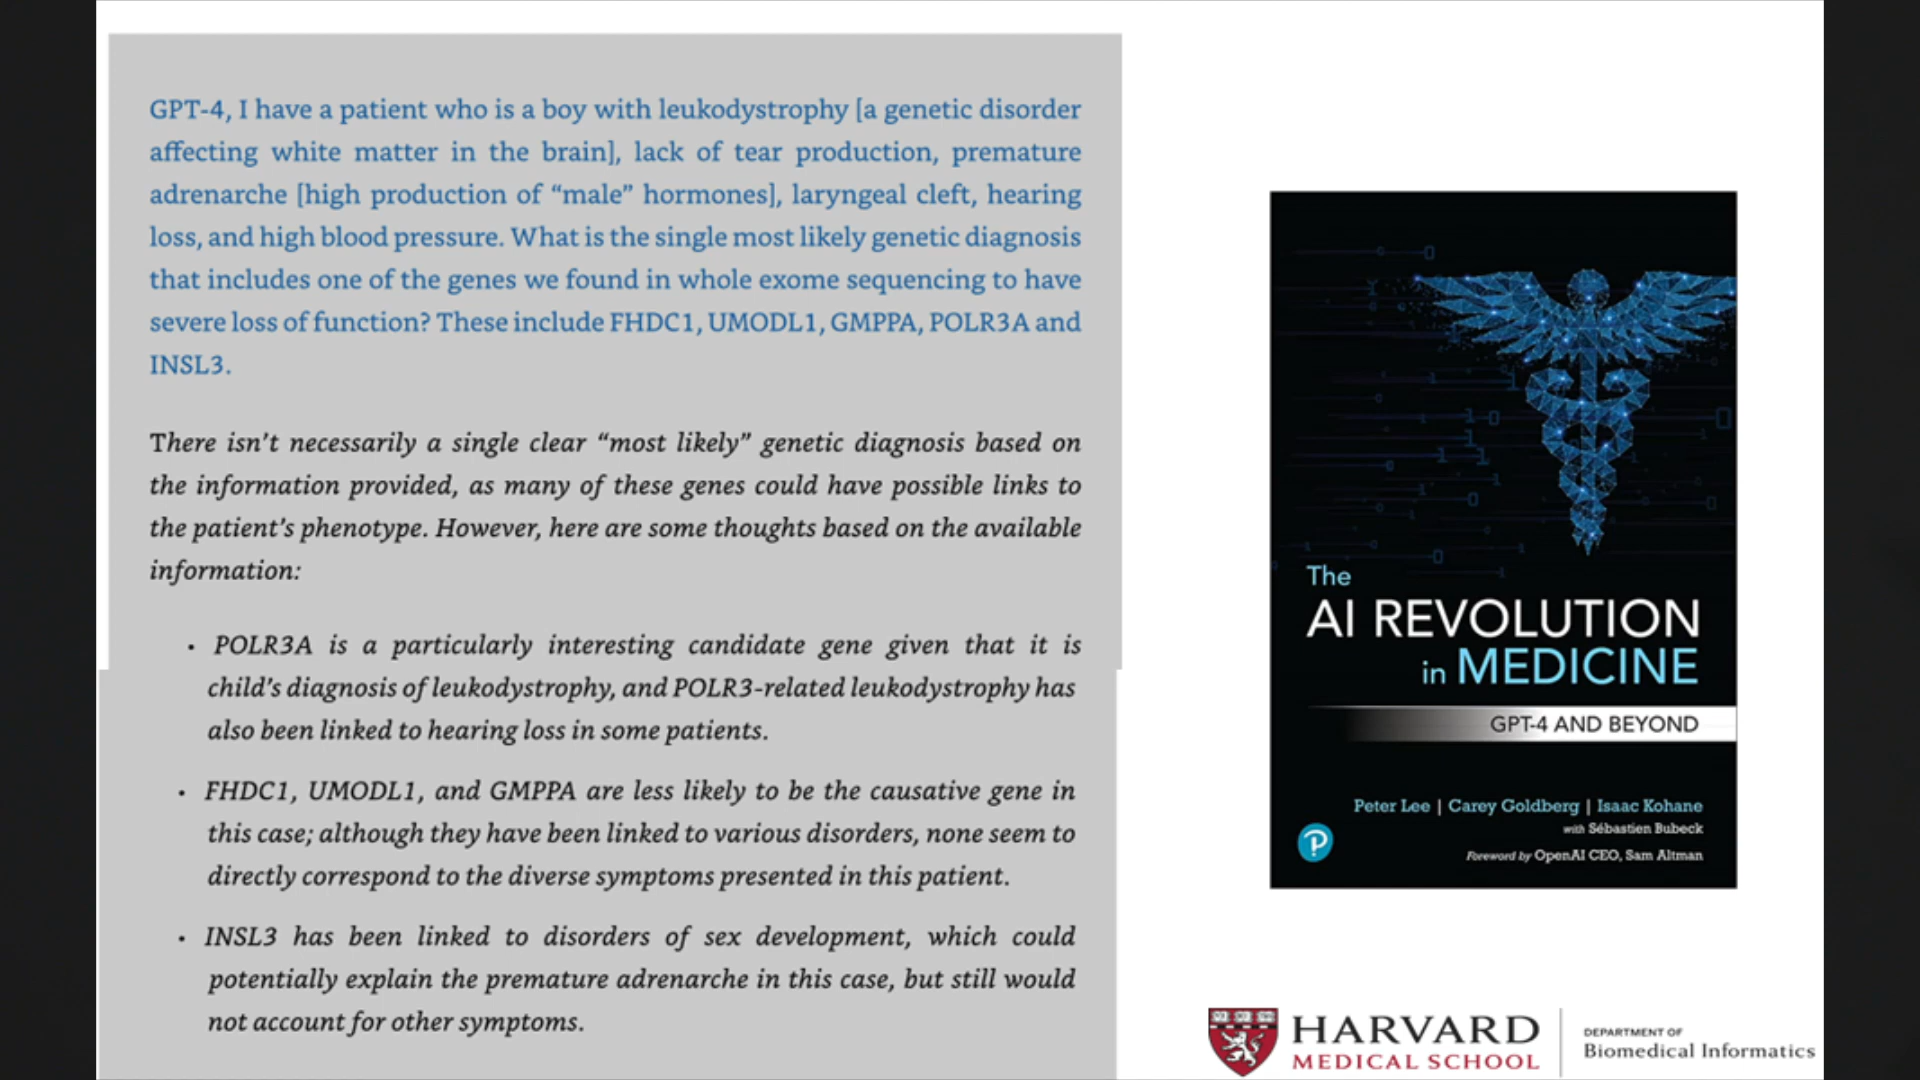 GPT-4, I have a patient who is a boy with leukodystrophy [a genetic disorder
affecting white matter in the brain], lack of tear production, premature
adrenarche [high production of “male” hormones], laryngeal cleft, hearing
loss, and high blood pressure. What is the single most likely genetic diagnosis
that includes one of the genes we found in whole exome sequencing to have
severe loss of function? These include FHDC1, UMODL1, GMPPA, POLR3A and
INSL3.
There isn’t necessarily a single clear “most likely” genetic diagnosis based on
the information provided, as many of these genes could have possible links to
the patient’s phenotype. However, here are some thoughts based on the available
information:
• POLR3A is a particularly interesting candidate gene given that it is
child’s diagnosis of leukodystrophy, and POLR3-related leukodystrophy has
also been linked to hearing loss in some patients.
• FHDC1, UMODL1, and GMPPA are less likely to be the causative gene in
this case; although they have been linked to various disorders, none seem to
directly correspond to the diverse symptoms presented in this patient.
• INSL3 has been linked to disorders of sex development, which could
potentially explain the premature adrenarche in this case, but still would
not account for other symptoms.
The
AI REVOLUTION
in MEDICINE
GPT-4 AND BEYOND
Peter Lee | Carey Goldberg | Isaac Kohane
with Sébastien Bubeck
Foreword by OpenAI CEO, Sam Altman
P
HARVARD
MEDICAL SCHOOL
DEPARTMENT OF
Biomedical Informatics